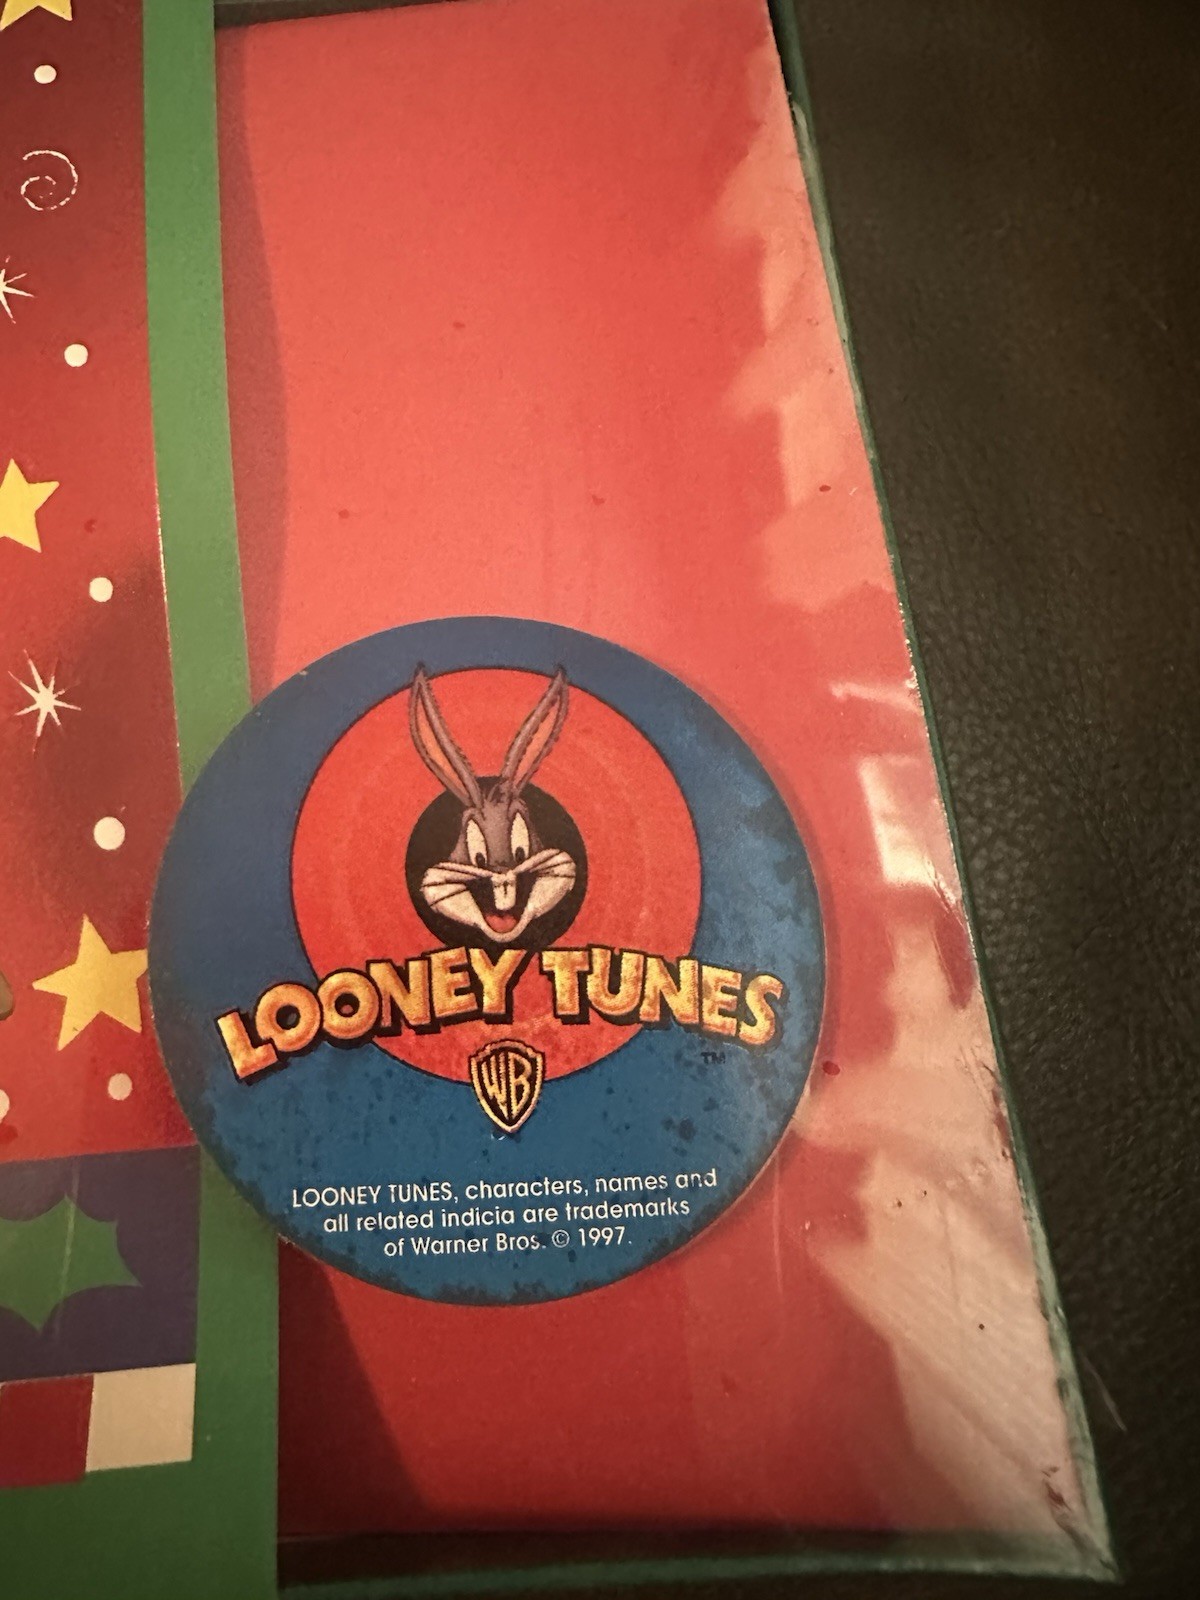 LOONEY TUNES
WB
TM
LOONEY TUNES, characters, names and
all related indicia are trademarks
of Warner Bros. © 1997.